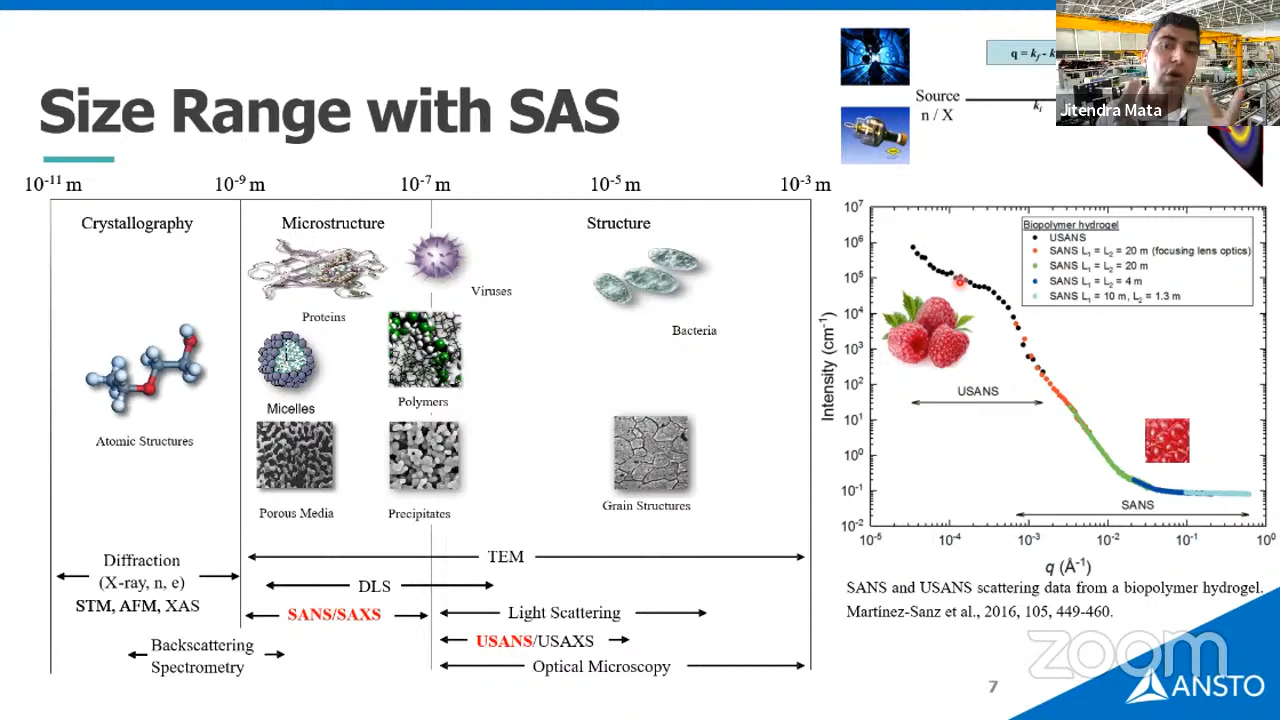 Size Range with SAS
Source
n / X
q = kf - k
ki
Jitendra Mata
10-11 m
10-9 m
10-7 m
10-5 m
10-3 m
Crystallography
Microstructure
Structure
Proteins
Viruses
Bacteria
Atomic Structures
Micelles
Polymers
Porous Media
Precipitates
Grain Structures
TEM
Diffraction
(X-ray, n, e)
STM, AFM, XAS
DLS
SANS/SAXS
Light Scattering
USANS/USAXS
Backscattering
Spectrometry
Optical Microscopy
Biopolymer hydrogel
USANS
SANS L1 = L2 = 20 m (focusing lens optics)
SANS L1 = L2 = 20 m
SANS L1 = L2 = 4 m
SANS L1 = 10 m, L2 = 1.3 m
107
106
105
104
103
102
101
100
10-1
10-2
Intensity (cm-1)
USANS
SANS
10-5
10-4
10-3
10-2
10-1
100
q (Å-1)
SANS and USANS scattering data from a biopolymer hydrogel.
Martínez-Sanz et al., 2016, 105, 449-460.
zoom
7
ANSTO